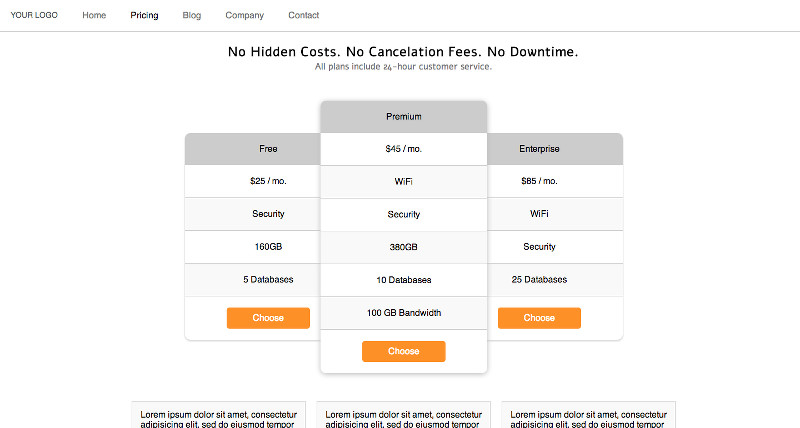 YOUR LOGO Home Pricing Blog Company Contact
No Hidden Costs. No Cancelation Fees. No Downtime.
All plans include 24-hour customer service.
Free
$25 / mo.
Security
160GB
5 Databases
Choose
Premium
$45 / mo.
WiFi
Security
380GB
10 Databases
100 GB Bandwidth
Choose
Enterprise
$85 / mo.
WiFi
Security
25 Databases
Choose
Lorem ipsum dolor sit amet, consectetur
adipisicing elit, sed do eiusmod tempor
Lorem ipsum dolor sit amet, consectetur
adipisicing elit, sed do eiusmod tempor
Lorem ipsum dolor sit amet, consectetur
adipisicing elit, sed do eiusmod tempor